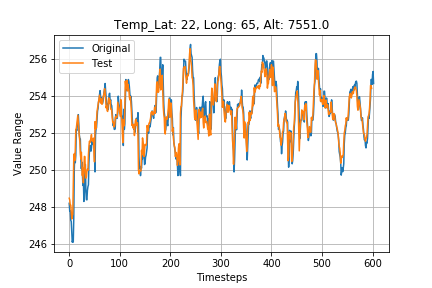 Temp_Lat: 22, Long: 65, Alt: 7551.0
Original
Test
256
254
252
250
248
246
Value Range
0 100 200 300 400 500 600
Timesteps